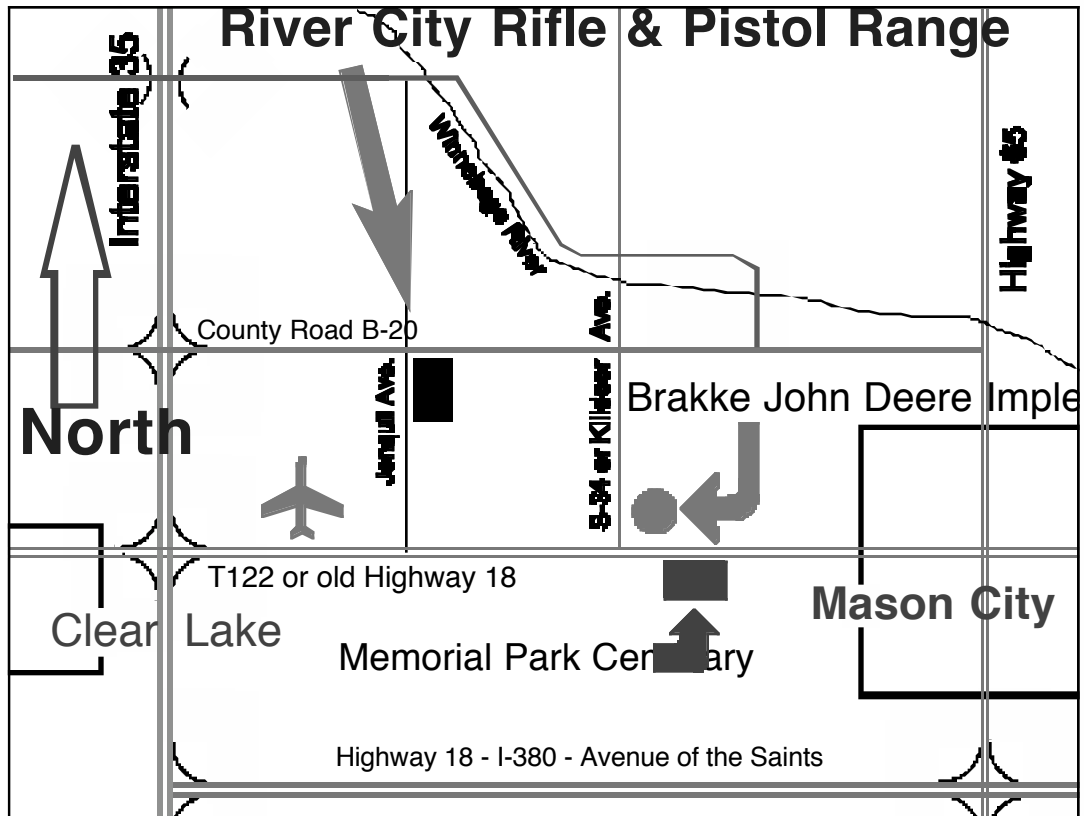 River City Rifle & Pistol Range
Interstate 35
Winnebago River
Highway 65
County Road B-20
Jonquil Ave.
S-34 or Killdeer Ave.
Brakke John Deere Imple
North
T122 or old Highway 18
Clear Lake
Mason City
Memorial Park Cem ary
Highway 18 - I-380 - Avenue of the Saints